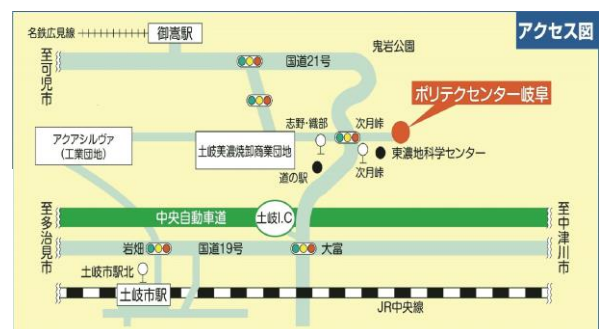 アクセス図
名鉄広見線
御嵩駅
鬼岩公園
至可児市
国道21号
ポリテクセンター岐阜
志野・織部
次月峠
アクアシルヴァ
(工業団地)
土岐美濃焼卸商業団地
道の駅
次月峠
東濃地科学センター
至多治見市
中央自動車道
土岐I.C
至中津川市
岩畑
国道19号
大富
土岐市駅北
土岐市駅
JR中央線